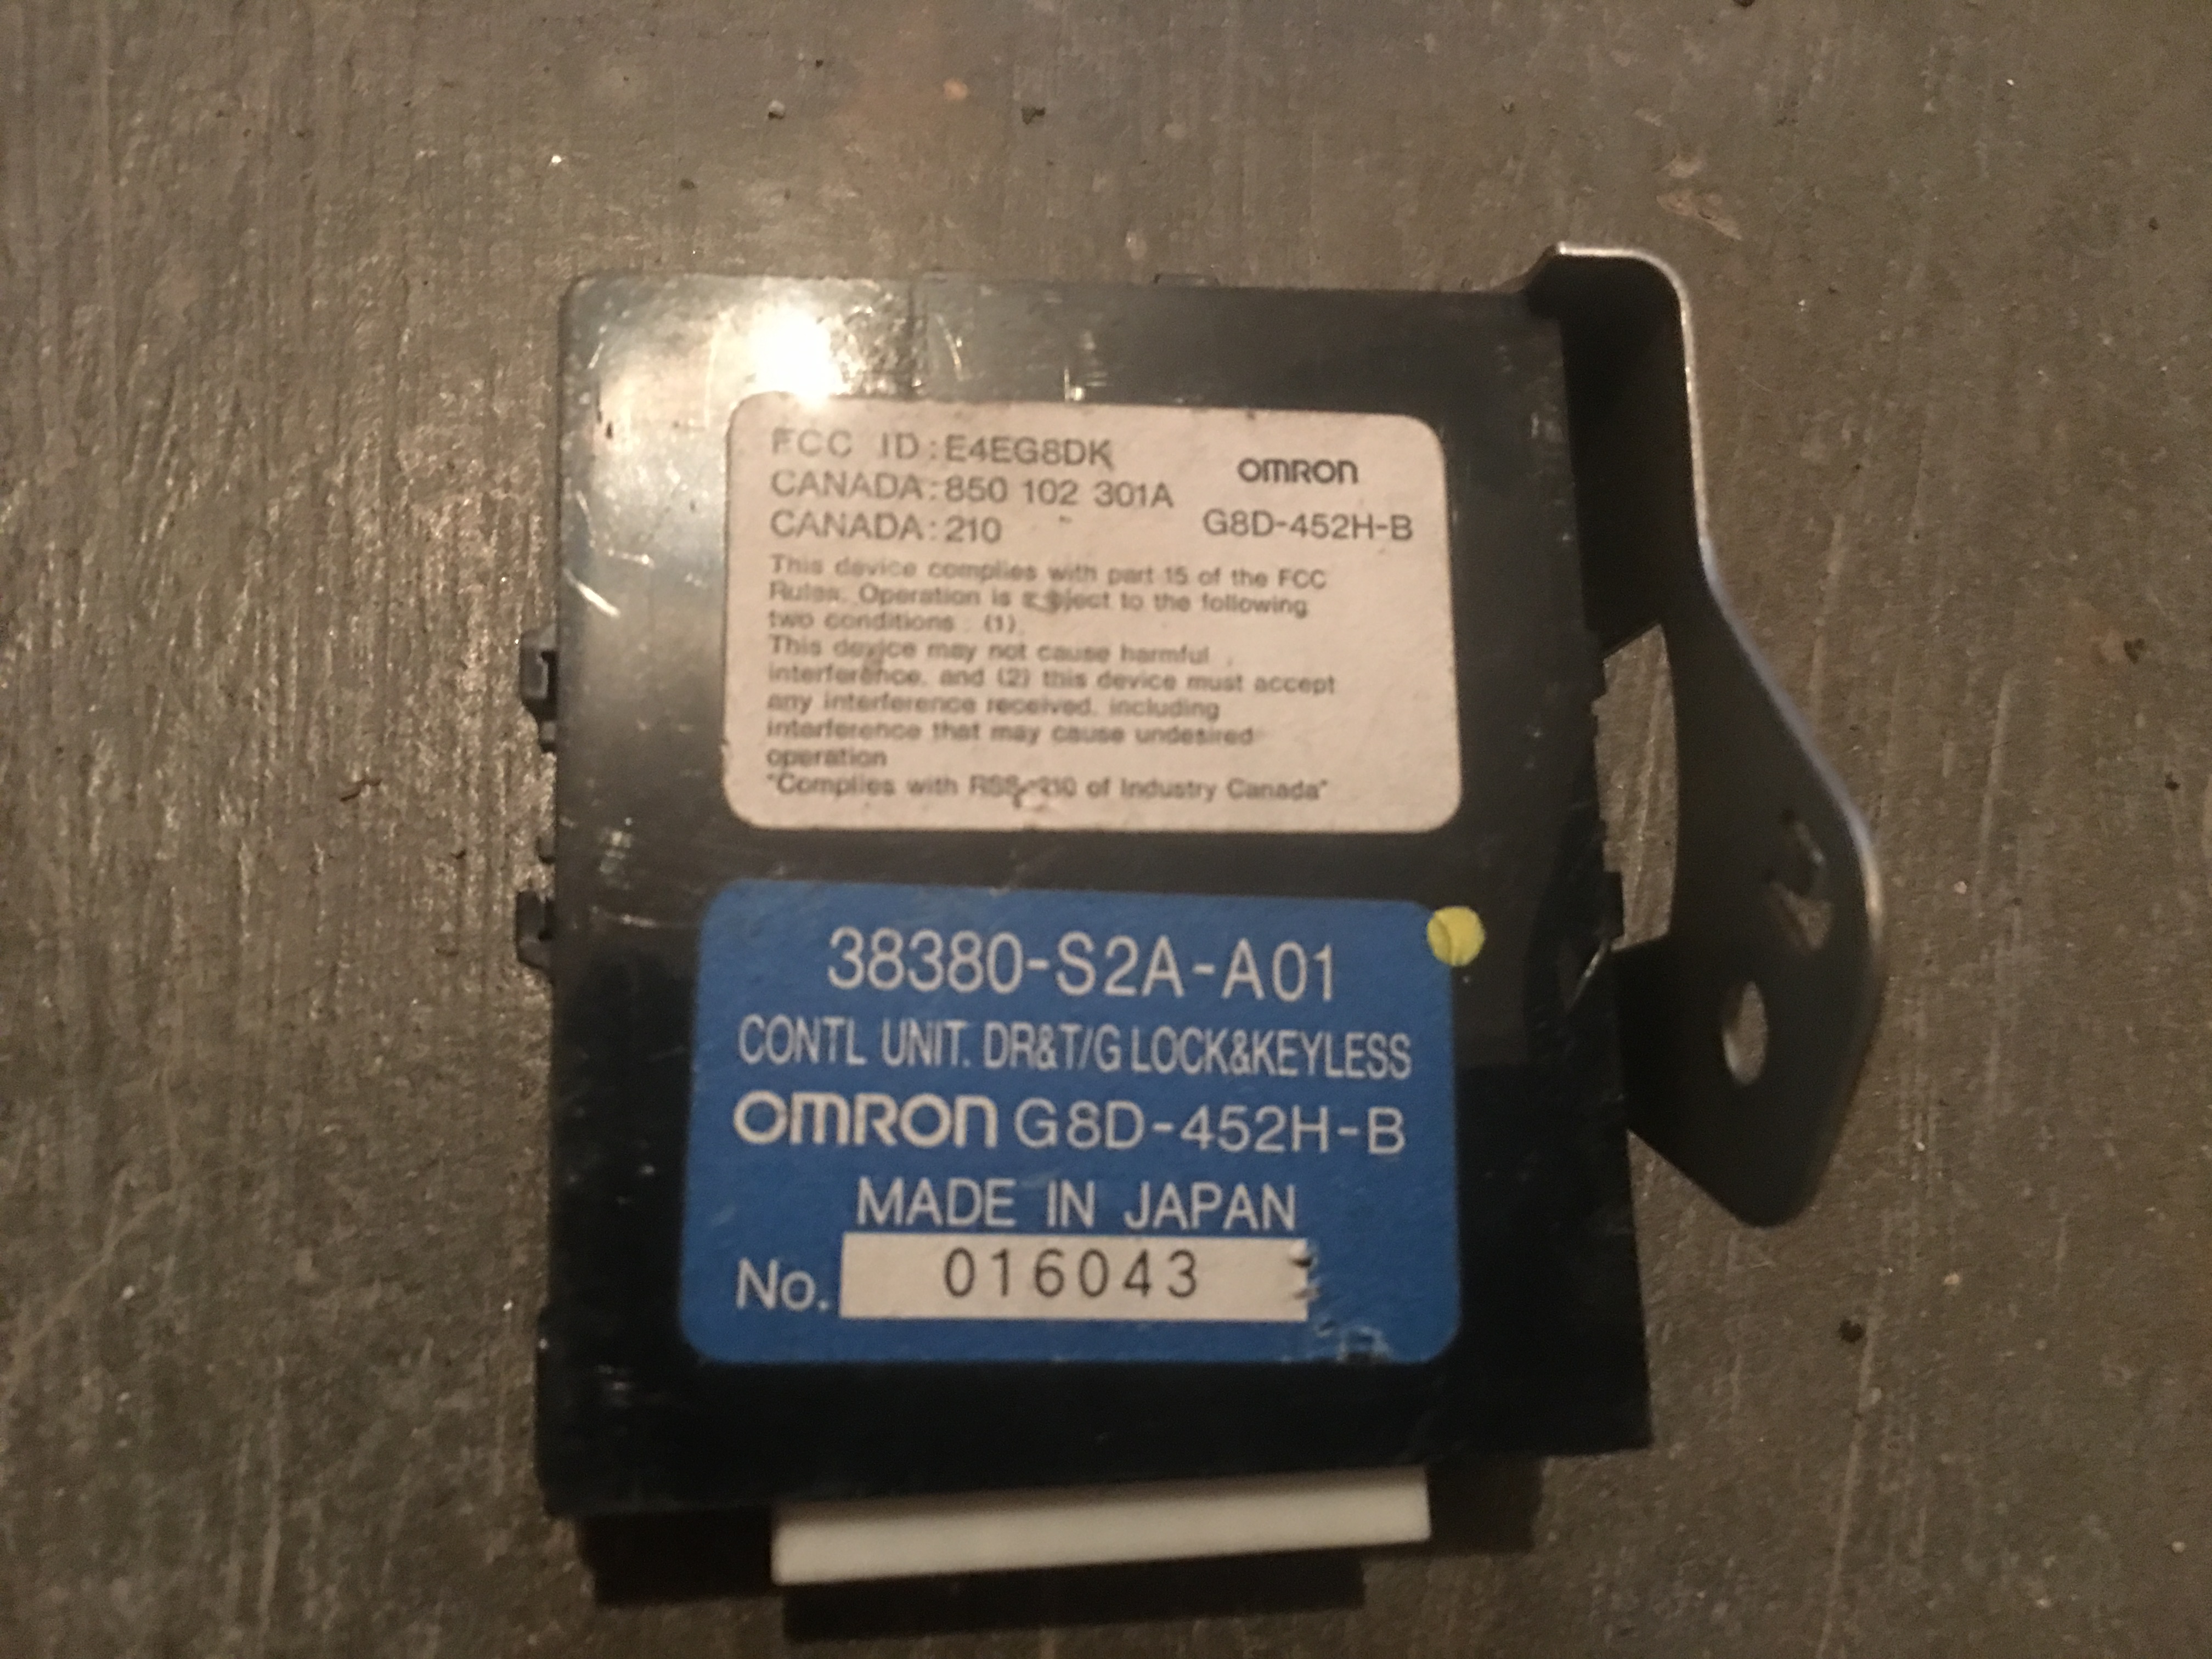 FCC ID:E4EG8DK
CANADA:850 102 301A
CANADA:210
OMRON
G8D-452H-B
This device complies with part 15 of the FCC
Rules. Operation is to the following
two conditions : (1).
This device may not cause harmful
interference, and (2) this device must accept
any interference received, including
interference that may cause undesired
operation
"Complies with RSS-210 of Industry Canada"
38380-S2A-A01
CONTL UNIT. DR&T/G LOCK&KEYLESS
OMRON G8D-452H-B
MADE IN JAPAN
No. 016043